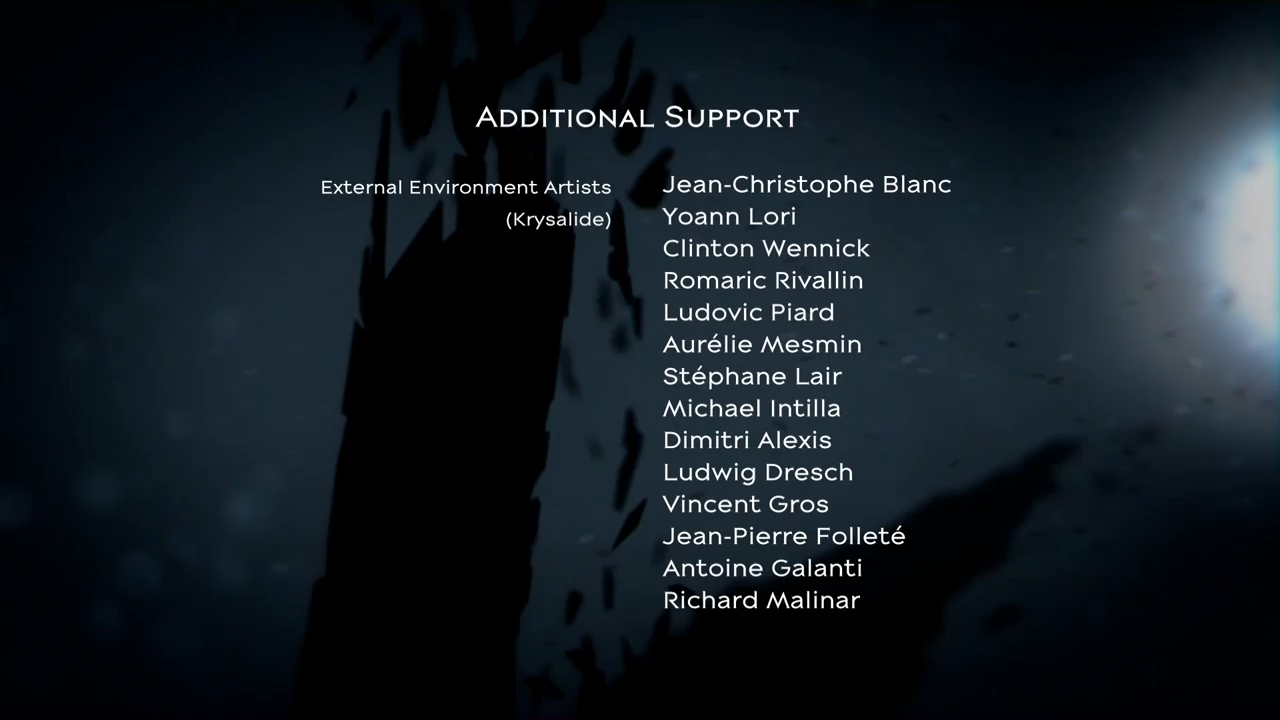 Additional Support
External Environment Artists
(Krysalide)
Jean-Christophe Blanc
Yoann Lori
Clinton Wennick
Romaric Rivallin
Ludovic Piard
Aurélie Mesmin
Stéphane Lair
Michael Intilla
Dimitri Alexis
Ludwig Dresch
Vincent Gros
Jean-Pierre Folleté
Antoine Galanti
Richard Malinar